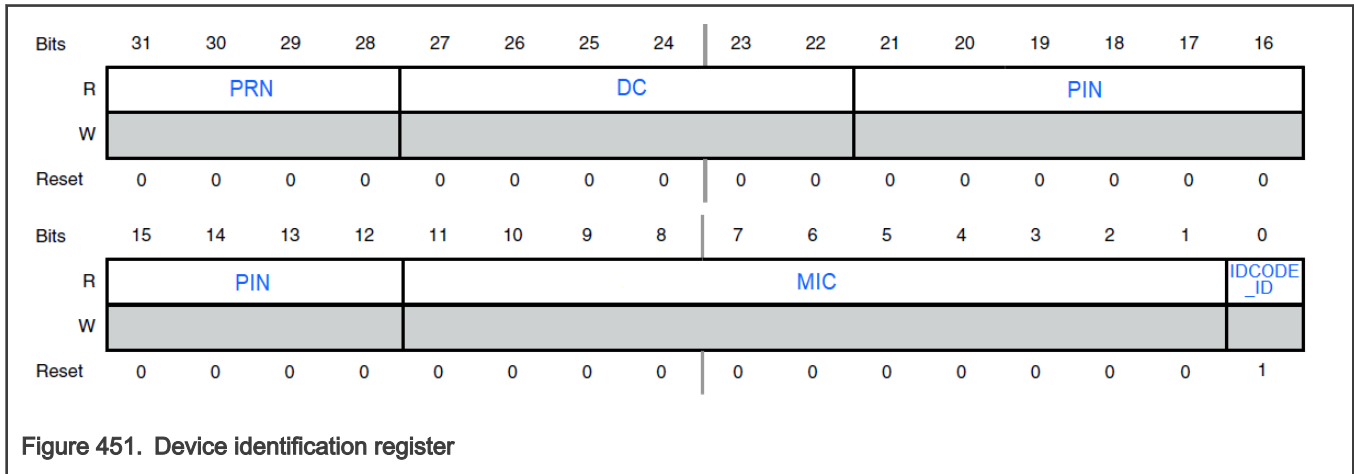 Bits 31 30 29 28 27 26 25 24 23 22 21 20 19 18 17 16
R PRN DC PIN
W
Reset 0 0 0 0 0 0 0 0 0 0 0 0 0 0 0 0
Bits 15 14 13 12 11 10 9 8 7 6 5 4 3 2 1 0
R PIN MIC IDCODE
_ID
W
Reset 0 0 0 0 0 0 0 0 0 0 0 0 0 0 0 1
Figure 451. Device identification register